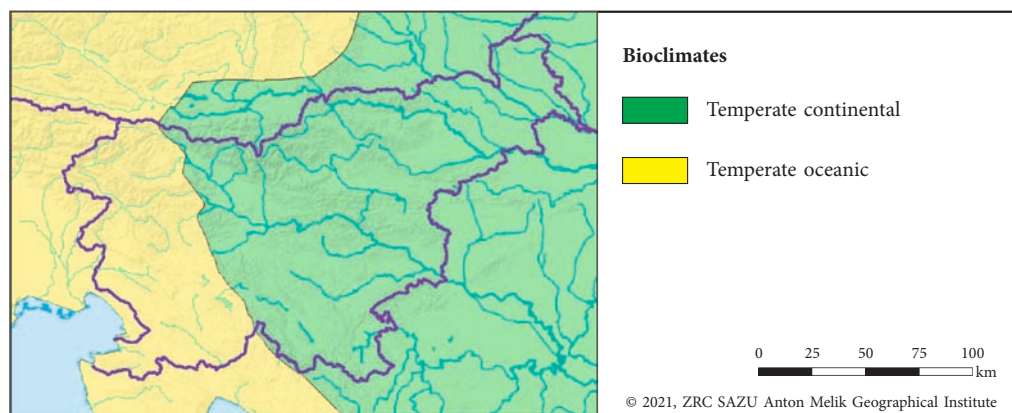 Bioclimates
Temperate continental
Temperate oceanic
0 25 50 75 100
km
© 2021, ZRC SAZU Anton Melik Geographical Institute